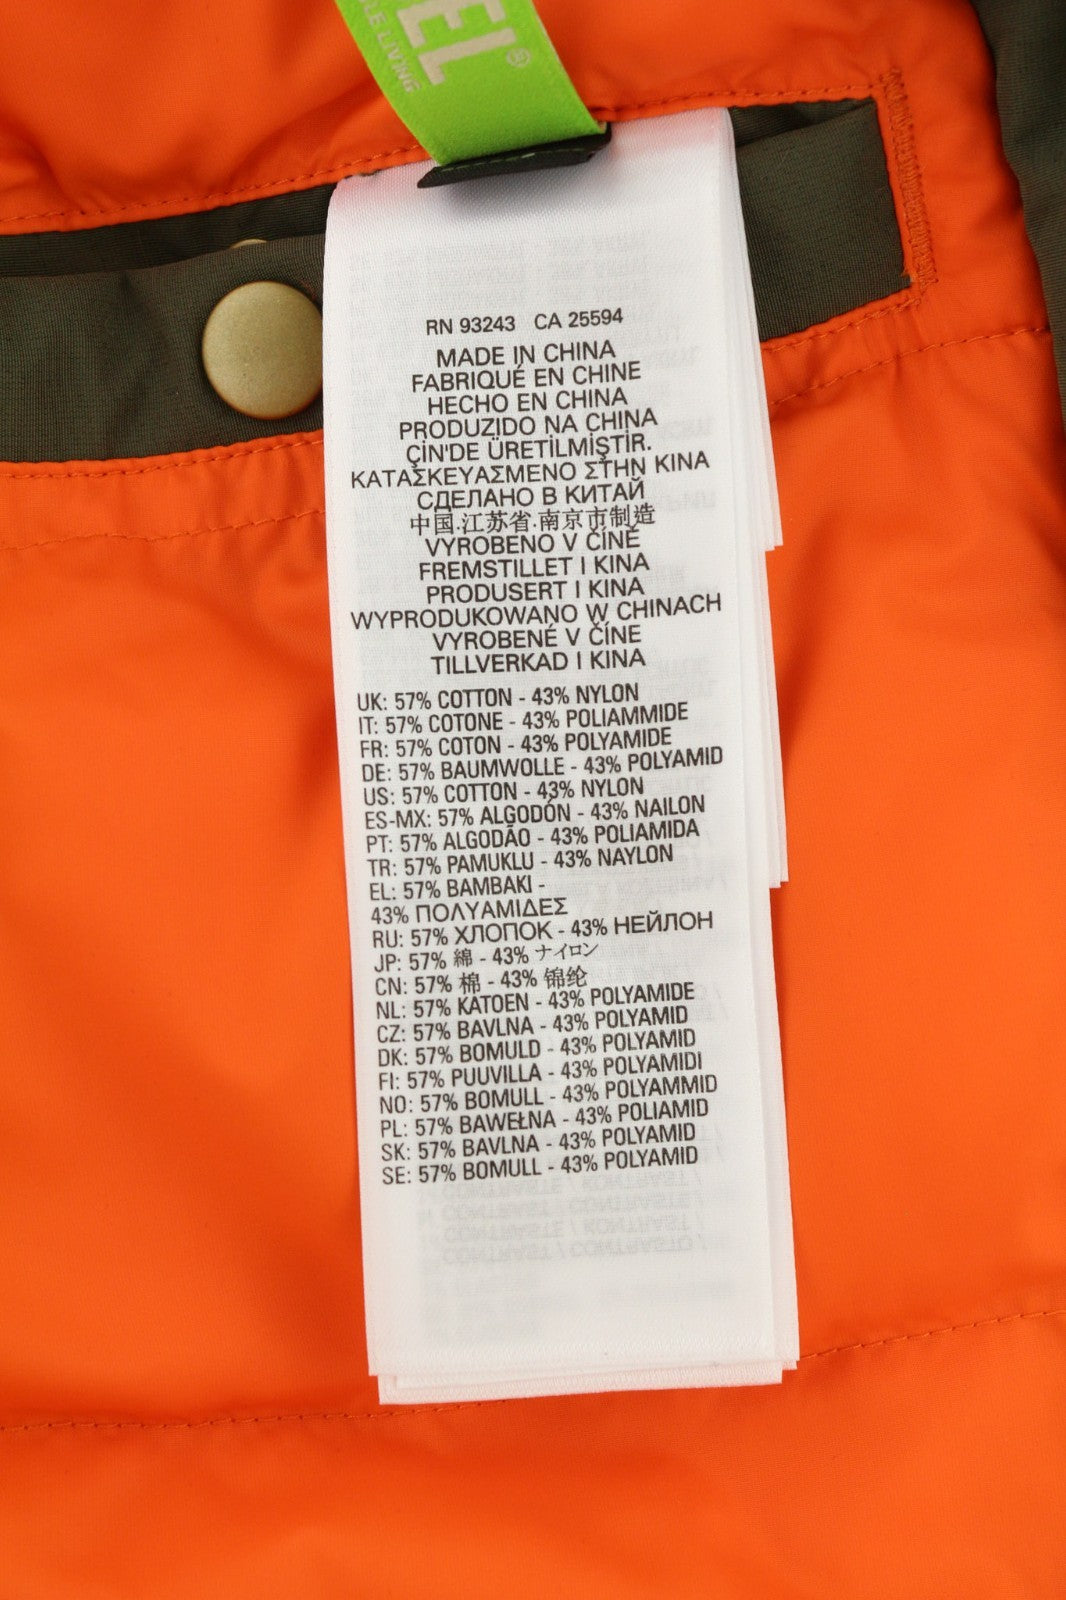 EL®
LE LIVING
RN 93243 CA 25594
MADE IN CHINA
FABRIQUÉ EN CHINE
HECHO EN CHINA
PRODUZIDO NA CHINA
ÇİN'DE ÜRETİLMİŞTİR.
ΚΑΤΑΣΚΕΥΑΣΜΕΝΟ ΣΤΗΝ ΚΙΝΑ
СДЕЛАНО В КИТАЙ
中国.江苏省.南京市制造
VYROBENO V ČÍNĚ
FREMSTILLET I KINA
PRODUSERT I KINA
WYPRODUKOWANO W CHINACH
VYROBENÉ V ČÍNE
TILLVERKAD I KINA
UK: 57% COTTON - 43% NYLON
IT: 57% COTONE - 43% POLIAMMIDE
FR: 57% COTON - 43% POLYAMIDE
DE: 57% BAUMWOLLE - 43% POLYAMID
US: 57% COTTON - 43% NYLON
ES-MX: 57% ALGODÓN - 43% NAILON
PT: 57% ALGODÃO - 43% POLIAMIDA
TR: 57% PAMUKLU - 43% NAYLON
EL: 57% ΒΑΜΒΑΚΙ -
43% ΠΟΛΥΑΜΙΔΕΣ
RU: 57% ХЛОПОК - 43% НЕЙЛОН
JP: 57% 綿 - 43% ナイロン
CN: 57% 棉 - 43% 锦纶
NL: 57% KATOEN - 43% POLYAMIDE
CZ: 57% BAVLNA - 43% POLYAMID
DK: 57% BOMULD - 43% POLYAMID
FI: 57% PUUVILLA - 43% POLYAMIDI
NO: 57% BOMULL - 43% POLYAMMID
PL: 57% BAWEŁNA - 43% POLIAMID
SK: 57% BAVLNA - 43% POLYAMID
SE: 57% BOMULL - 43% POLYAMID